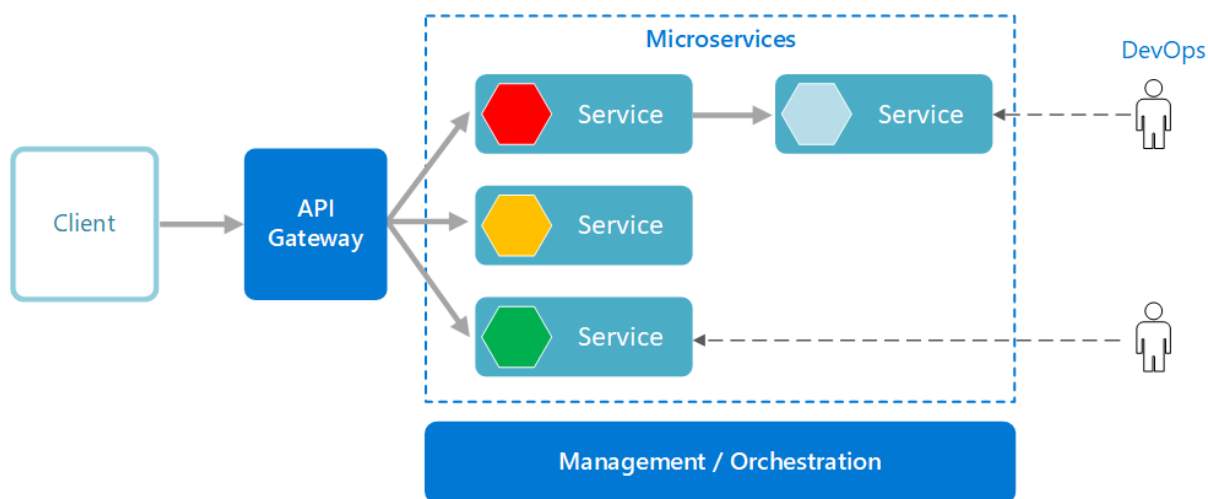 Microservices
DevOps
Service
Service
Client
API
Gateway
Service
Service
Management / Orchestration